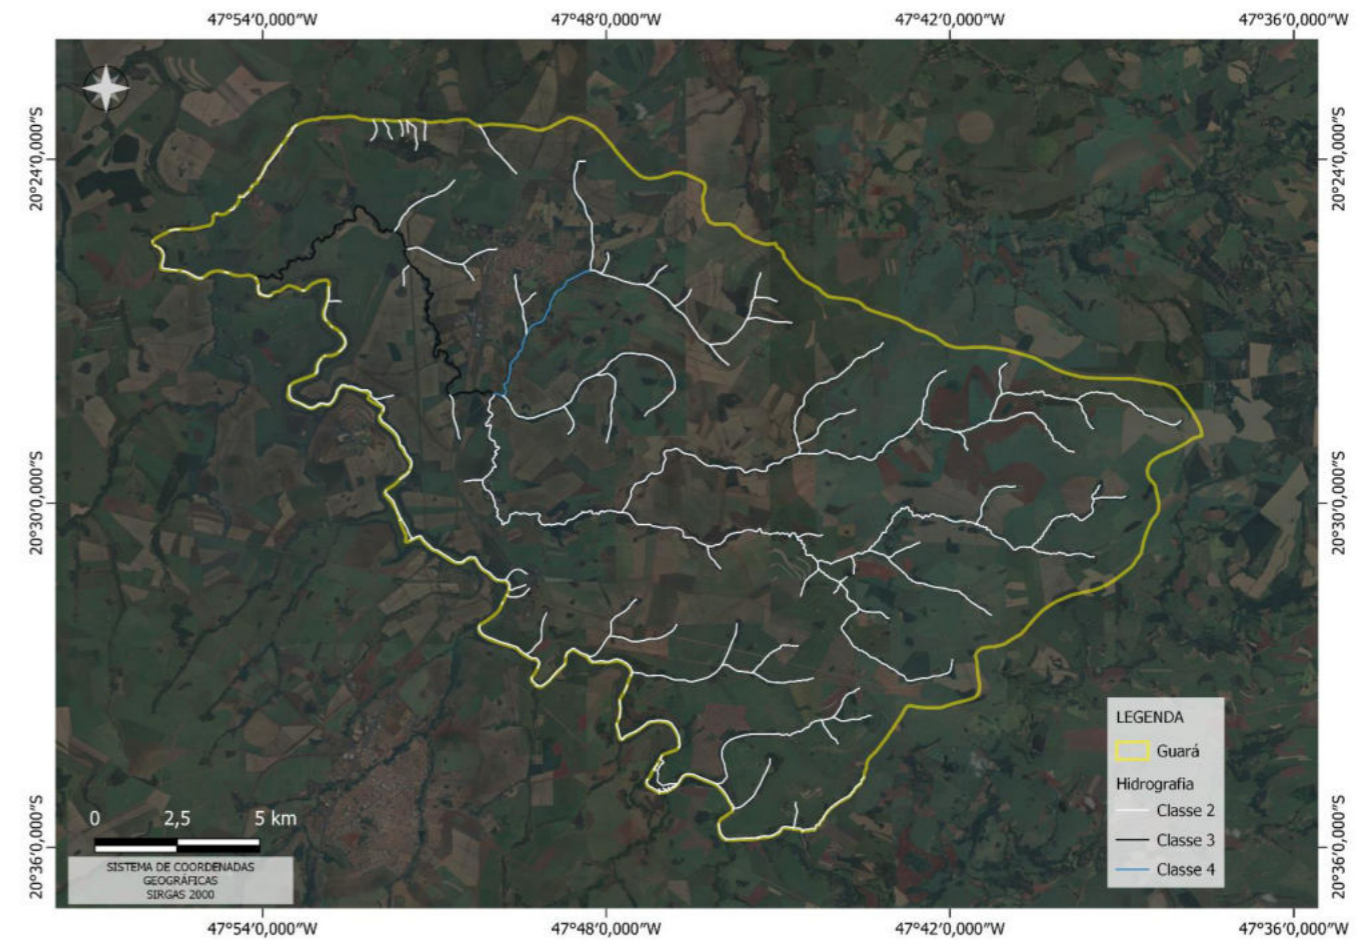 47°54′0,000″W 47°48′0,000″W 47°42′0,000″W 47°36′0,000″W
20°24′0,000″S 20°24′0,000″S
20°30′0,000″S 20°30′0,000″S
LEGENDA
Guará
Hidrografia
Classe 2
Classe 3
Classe 4
0 2,5 5 km
SISTEMA DE COORDENADAS
GEOGRÁFICAS
SIRGAS 2000
20°36′0,000″S 20°36′0,000″S
47°54′0,000″W 47°48′0,000″W 47°42′0,000″W 47°36′0,000″W